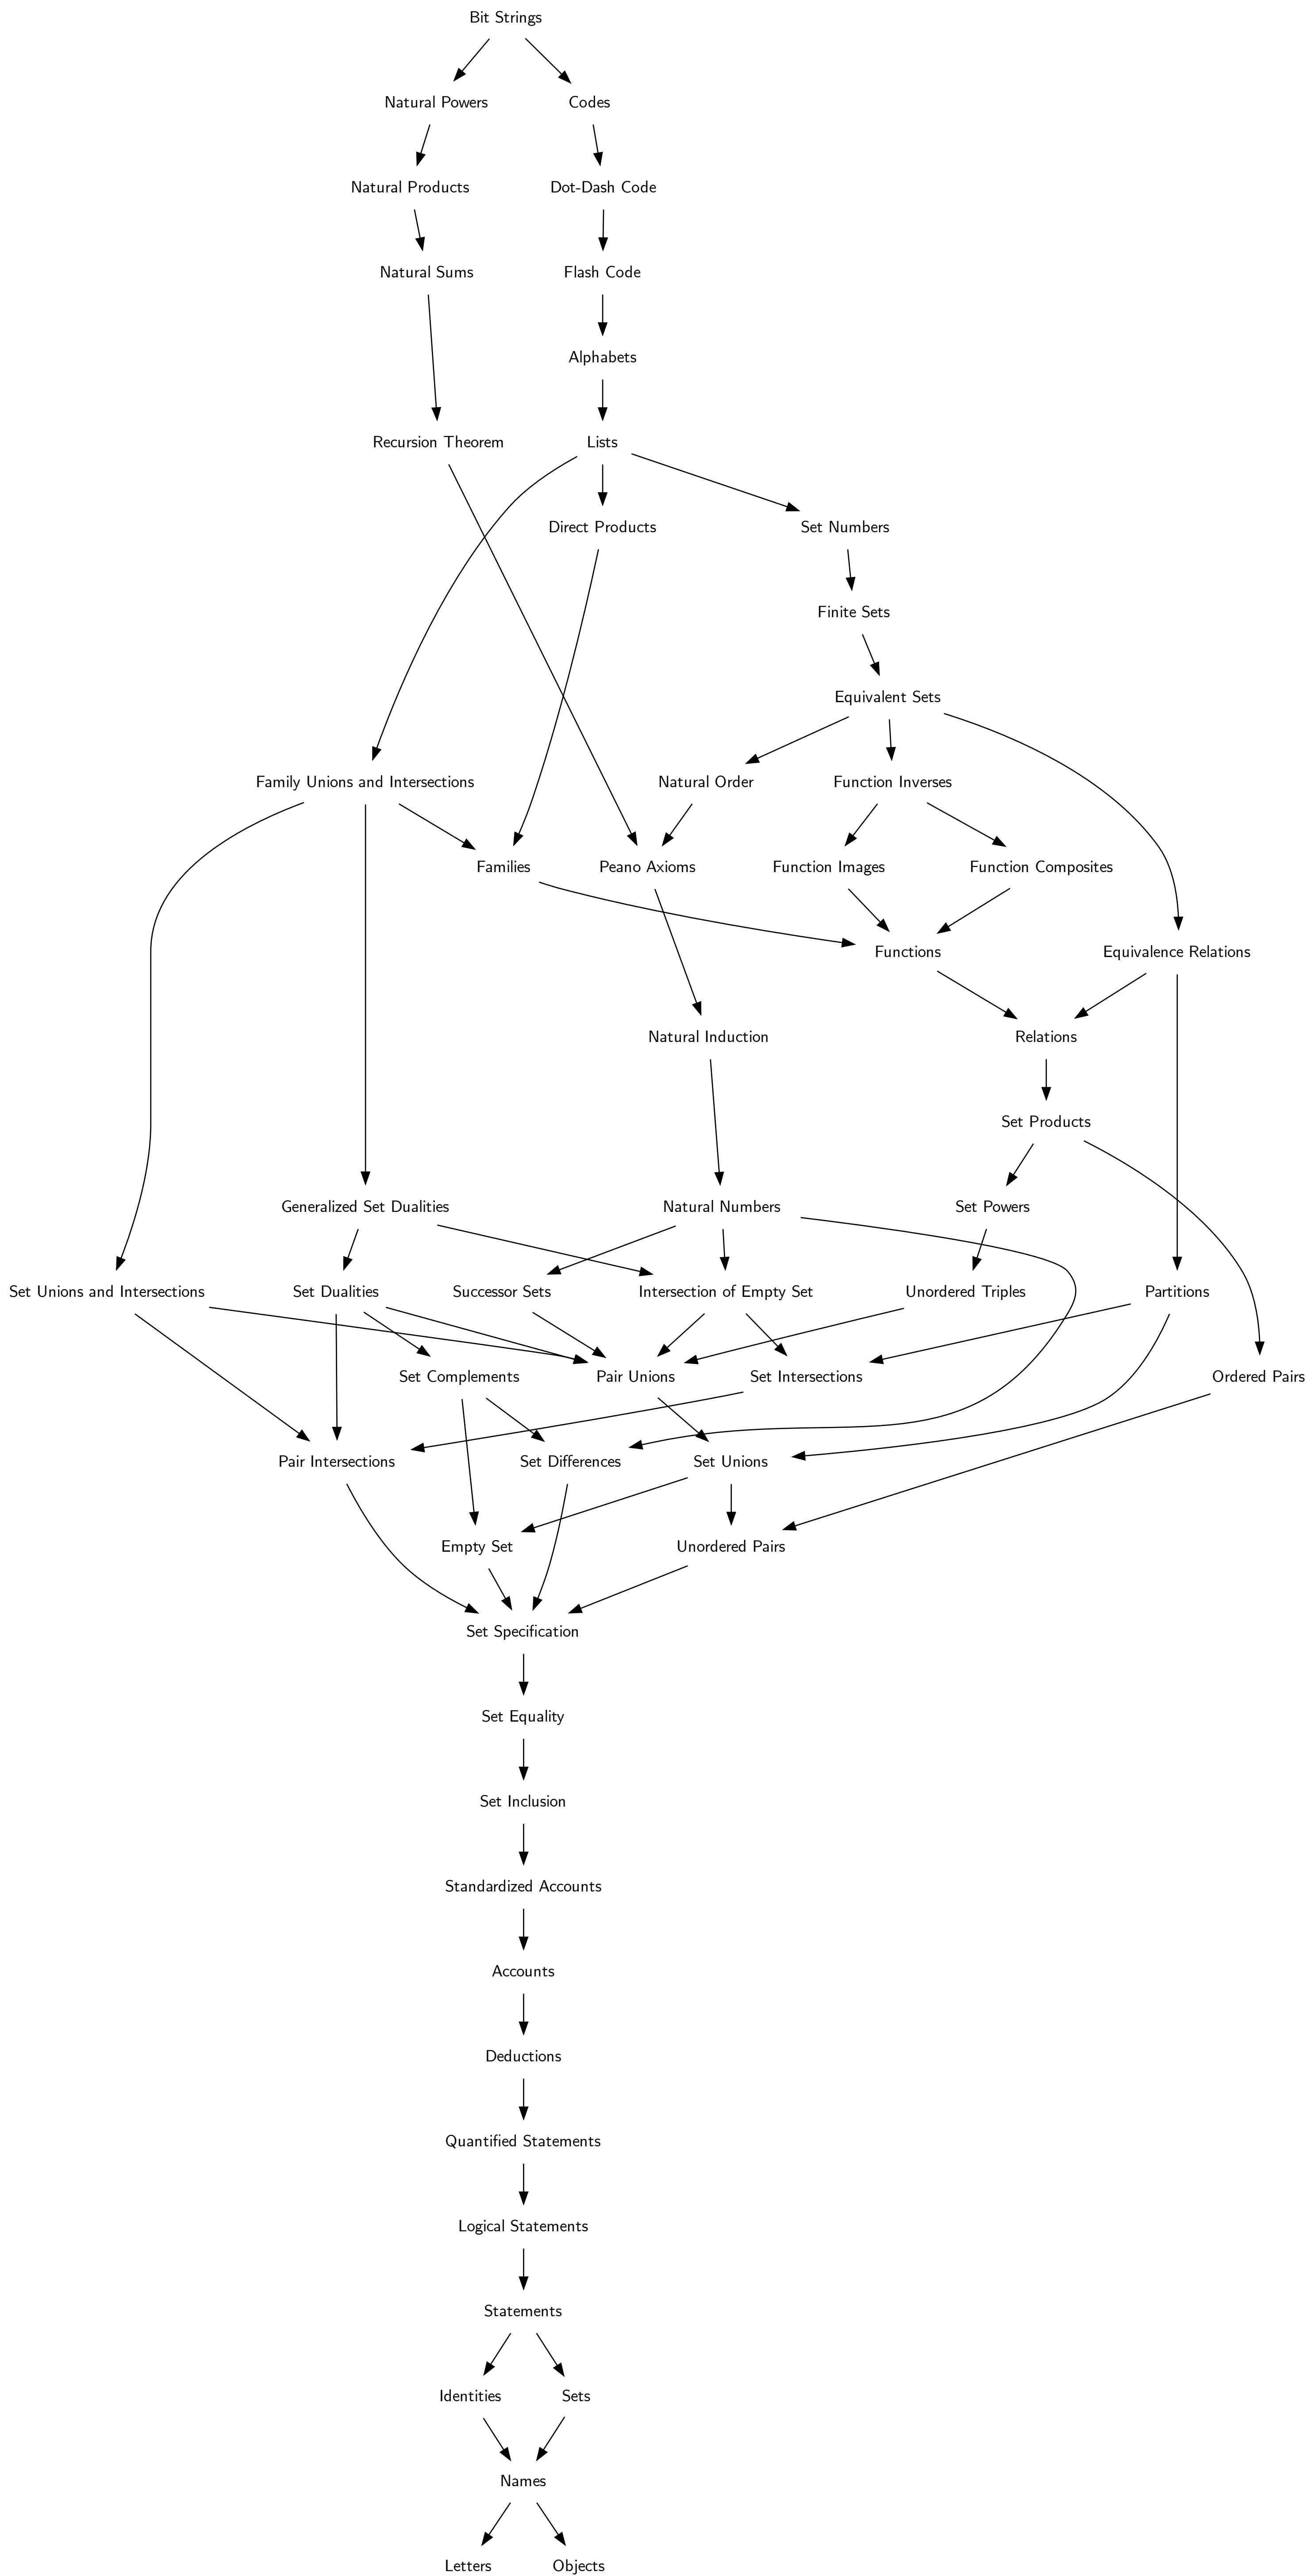 Bit Strings
Natural Powers
Codes
Natural Products
Dot-Dash Code
Natural Sums
Flash Code
Alphabets
Recursion Theorem
Lists
Direct Products
Set Numbers
Finite Sets
Equivalent Sets
Family Unions and Intersections
Natural Order
Function Inverses
Families
Peano Axioms
Function Images
Function Composites
Functions
Equivalence Relations
Natural Induction
Relations
Set Products
Generalized Set Dualities
Natural Numbers
Set Powers
Set Unions and Intersections
Set Dualities
Successor Sets
Intersection of Empty Set
Unordered Triples
Partitions
Set Complements
Pair Unions
Set Intersections
Ordered Pairs
Pair Intersections
Set Differences
Set Unions
Empty Set
Unordered Pairs
Set Specification
Set Equality
Set Inclusion
Standardized Accounts
Accounts
Deductions
Quantified Statements
Logical Statements
Statements
Identities
Sets
Names
Letters
Objects